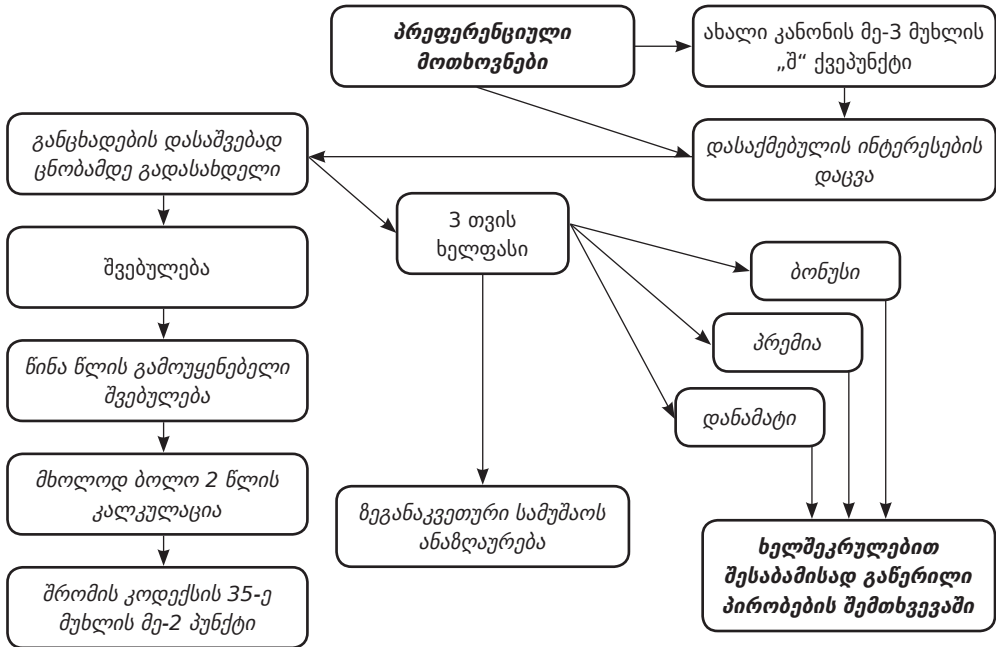 პრეფერენციული
მოთხოვნები
ახალი კანონის მე-3 მუხლის
„შ“ ქვეპუნქტი
განცხადების დასაშვებად
ცნობამდე გადასახდელი
დასაქმებულის ინტერესების
დაცვა
3 თვის
ხელფასი
შვებულება
ბონუსი
პრემია
წინა წლის გამოუყენებელი
შვებულება
დანამატი
მხოლოდ ბოლო 2 წლის
კალკულაცია
ზეგანაკვეთური სამუშაოს
ანაზღაურება
ხელშეკრულებით
შესაბამისად გაწერილი
პირობების შემთხვევაში
შრომის კოდექსის 35-ე
მუხლის მე-2 პუნქტი